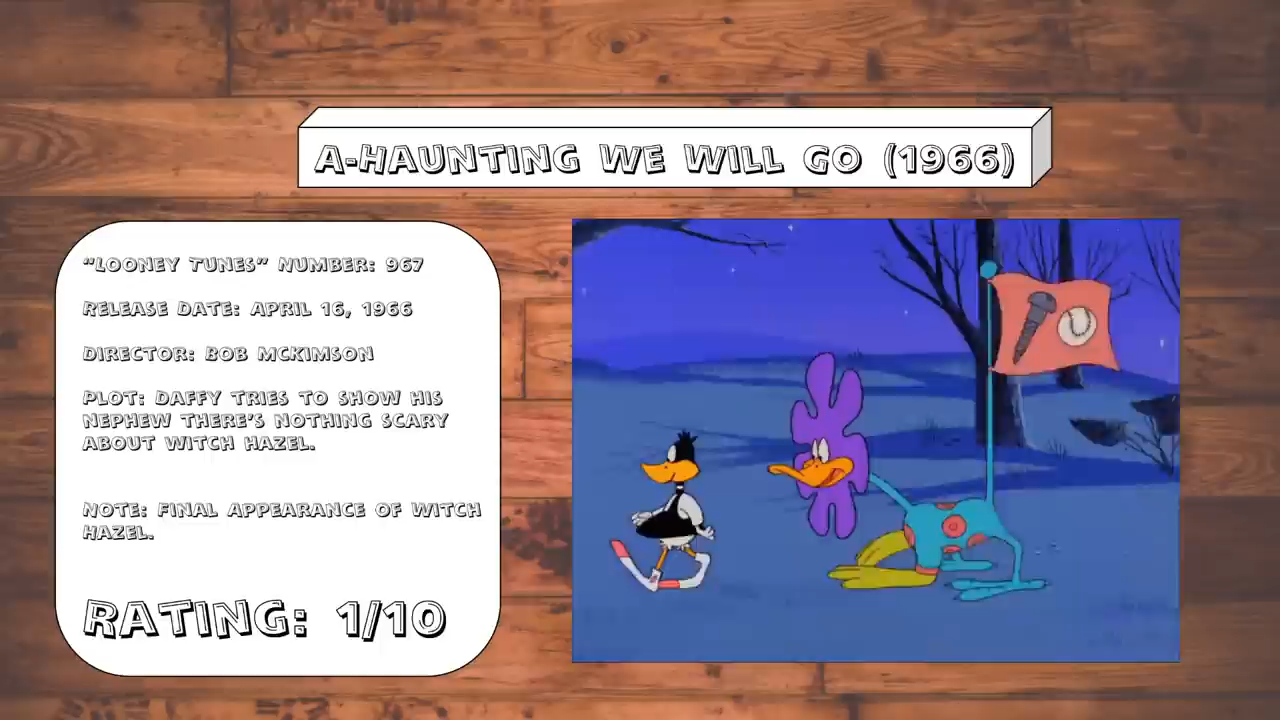 A-HAUNTING WE WILL GO (1966)
"LOONEY TUNES" NUMBER: 967
RELEASE DATE: APRIL 16, 1966
DIRECTOR: BOB MCKIMSON
PLOT: DAFFY TRIES TO SHOW HIS
NEPHEW THERE'S NOTHING SCARY
ABOUT WITCH HAZEL.
NOTE: FINAL APPEARANCE OF WITCH
HAZEL.
RATING: 1/10